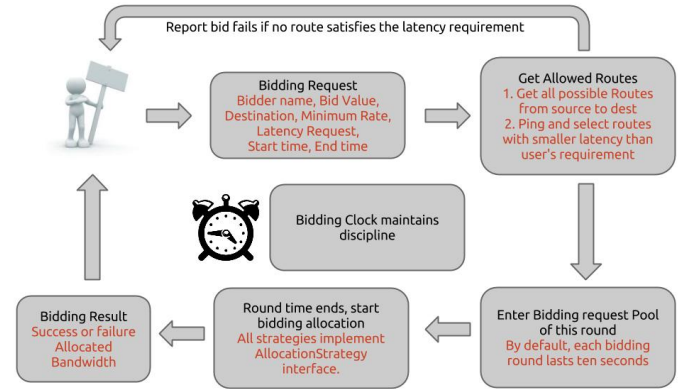 Report bid fails if no route satisfies the latency requirement
Bidding Request
Bidder name, Bid Value,
Destination, Minimum Rate,
Latency Request,
Start time, End time
Get Allowed Routes
1. Get all possible Routes
from source to dest
2. Ping and select routes
with smaller latency than
user's requirement
Bidding Clock maintains
discipline
Enter Bidding request Pool
of this round
By default, each bidding
round lasts ten seconds
Round time ends, start
bidding allocation
All strategies implement
AllocationStrategy
interface.
Bidding Result
Success or failure
Allocated
Bandwidth